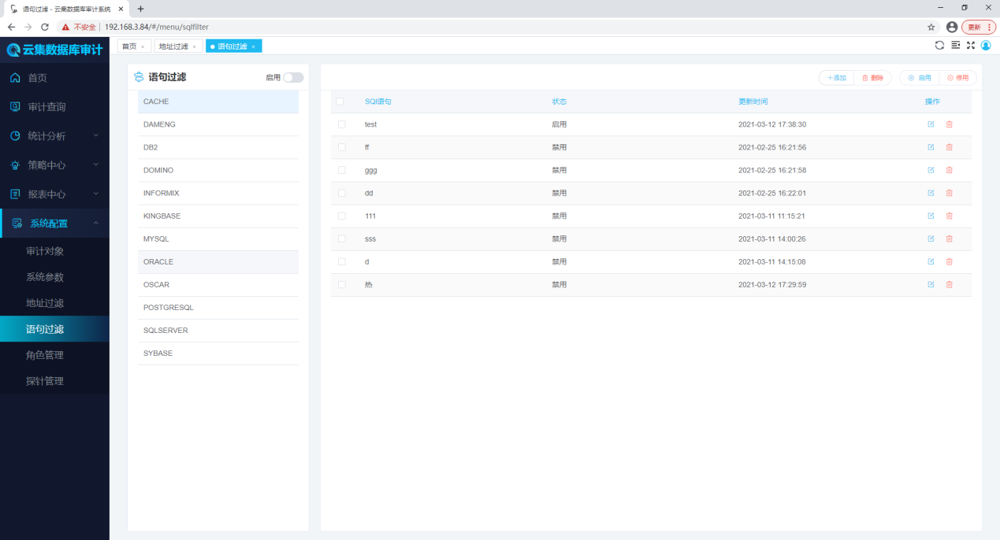 语句过滤 - 云集数据库审计系统
不安全 192.168.3.84/#/menu/sqlfilter 更新
云集数据库审计
首页 地址过滤 语句过滤
首页
审计查询
统计分析
策略中心
报表中心
系统配置
审计对象
系统参数
地址过滤
语句过滤
角色管理
探针管理
语句过滤 启用
CACHE
DAMENG
DB2
DOMINO
INFORMIX
KINGBASE
MYSQL
ORACLE
OSCAR
POSTGRESQL
SQLSERVER
SYBASE
+添加 删除 启用 停用
SQl语句 状态 更新时间 操作
test 启用 2021-03-12 17:38:30
ff 禁用 2021-02-25 16:21:56
ggg 禁用 2021-02-25 16:21:58
dd 禁用 2021-02-25 16:22:01
111 禁用 2021-03-11 11:15:21
sss 禁用 2021-03-11 14:00:26
d 禁用 2021-03-11 14:15:08
热 禁用 2021-03-12 17:29:59